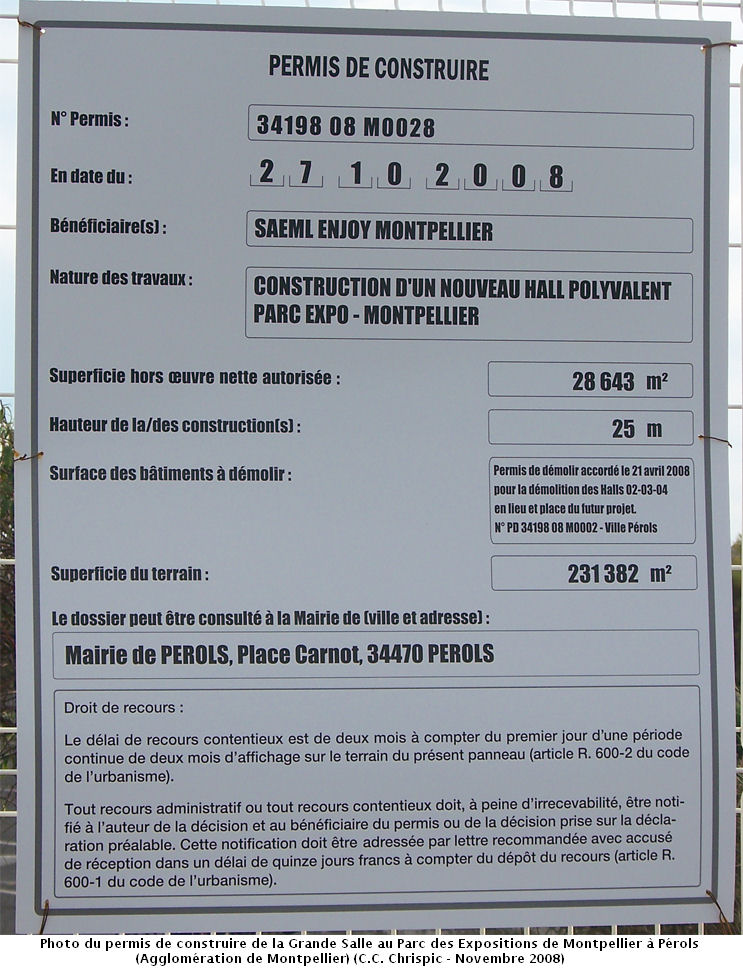 PERMIS DE CONSTRUIRE
N° Permis : 34198 08 M0028
En date du : 27 10 2008
Bénéficiaire(s) : SAEML ENJOY MONTPELLIER
Nature des travaux : CONSTRUCTION D'UN NOUVEAU HALL POLYVALENT
PARC EXPO - MONTPELLIER
Superficie hors œuvre nette autorisée : 28 643 m²
Hauteur de la/des construction(s) : 25 m
Surface des bâtiments à démolir : Permis de démolir accordé le 21 avril 2008
pour la démolition des Halls 02-03-04
en lieu et place du futur projet.
N° PD 34198 08 M0002 - Ville Pérols
Superficie du terrain : 231 382 m²
Le dossier peut être consulté à la Mairie de (ville et adresse) :
Mairie de PEROLS, Place Carnot, 34470 PEROLS
Droit de recours :
Le délai de recours contentieux est de deux mois à compter du premier jour d'une période
continue de deux mois d'affichage sur le terrain du présent panneau (article R. 600-2 du code
de l'urbanisme).
Tout recours administratif ou tout recours contentieux doit, à peine d'irrecevabilité, être noti-
fié à l'auteur de la décision et au bénéficiaire du permis ou de la décision prise sur la décla-
ration préalable. Cette notification doit être adressée par lettre recommandée avec accusé
de réception dans un délai de quinze jours francs à compter du dépôt du recours (article R.
600-1 du code de l'urbanisme).
Photo du permis de construire de la Grande Salle au Parc des Expositions de Montpellier à Pérols
(Agglomération de Montpellier) (C.C. Chrispic - Novembre 2008)